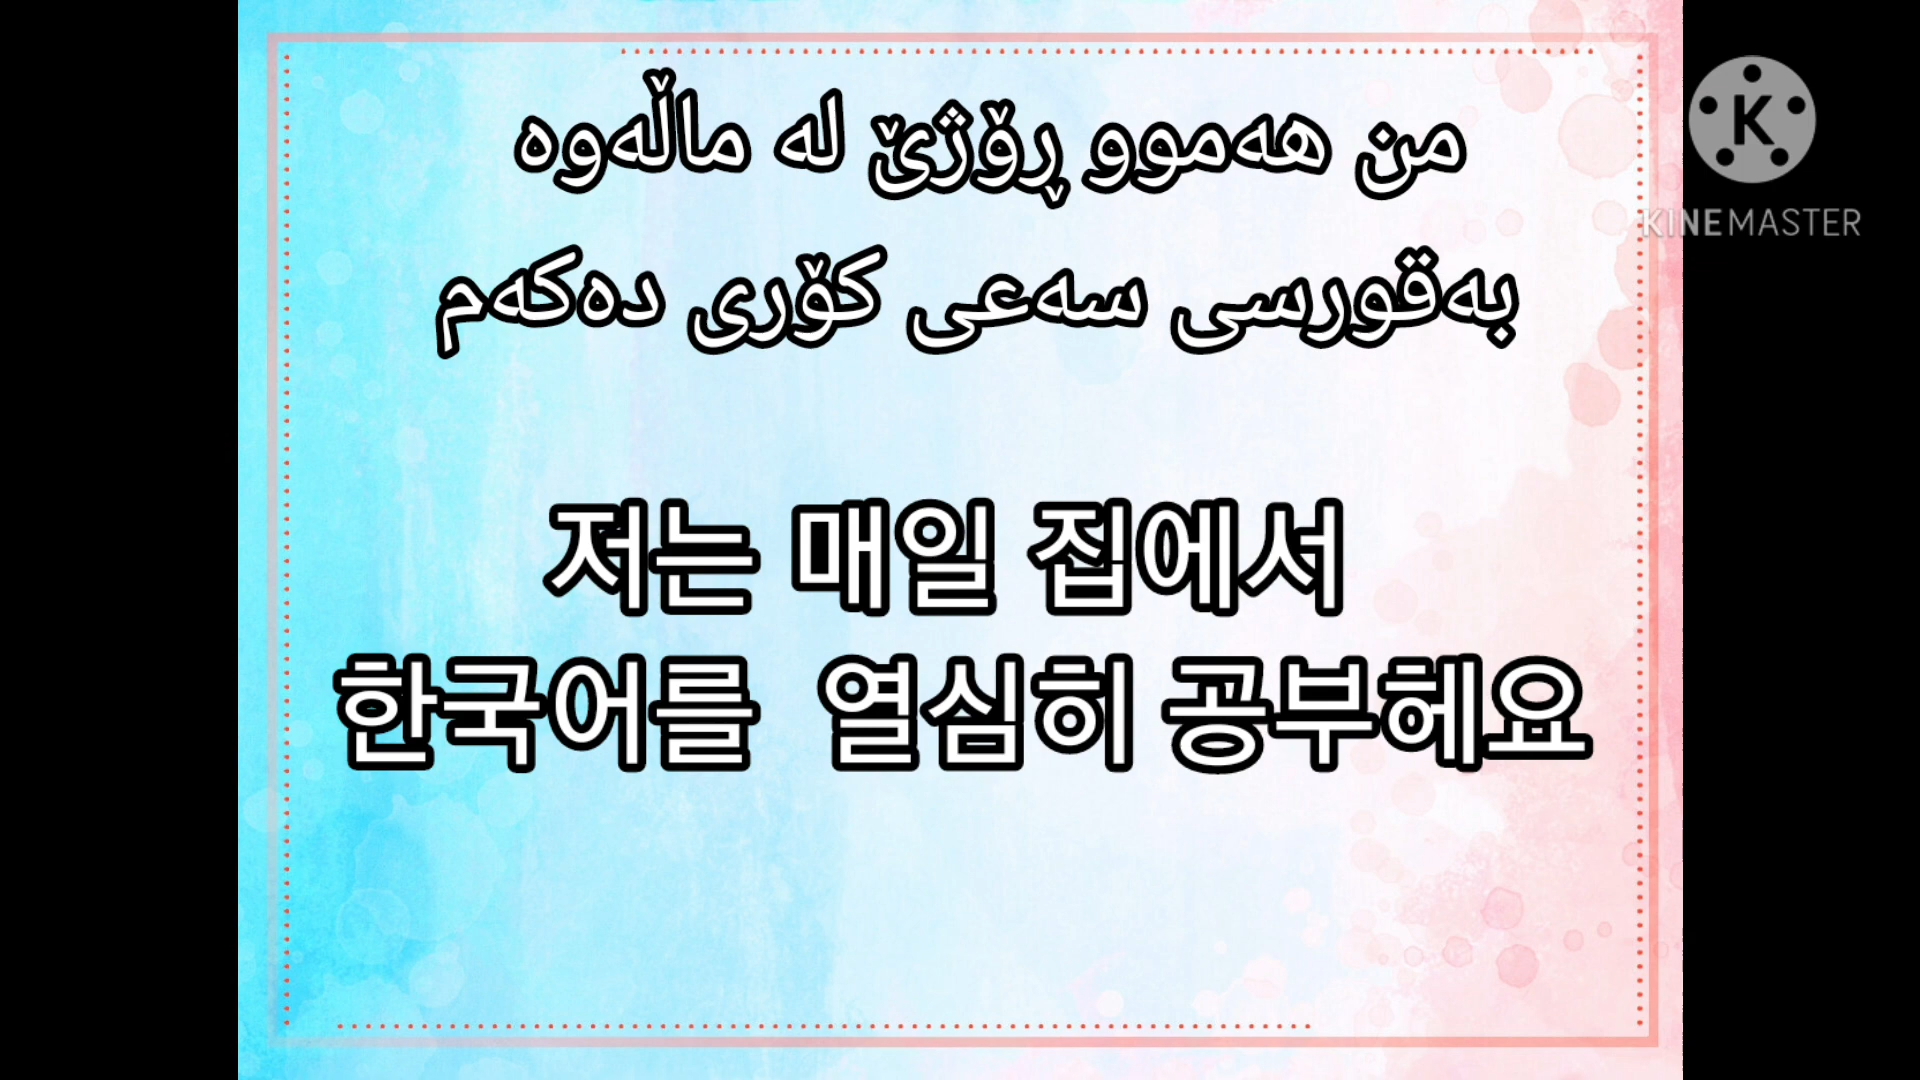 من هەموو ڕۆژێ لە ماڵەوە
بەقورسی سەعی کۆری دەکەم
저는 매일 집에서
한국어를 열심히 공부헤요
K
KINEMASTER